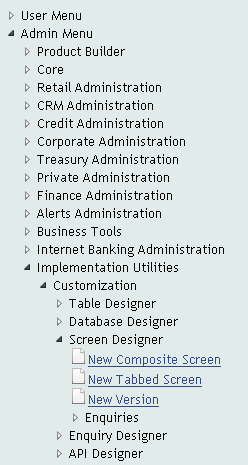 User Menu
Admin Menu
Product Builder
Core
Retail Administration
CRM Administration
Credit Administration
Corporate Administration
Treasury Administration
Private Administration
Finance Administration
Alerts Administration
Business Tools
Internet Banking Administration
Implementation Utilities
Customization
Table Designer
Database Designer
Screen Designer
New Composite Screen
New Tabbed Screen
New Version
Enquiries
Enquiry Designer
API Designer